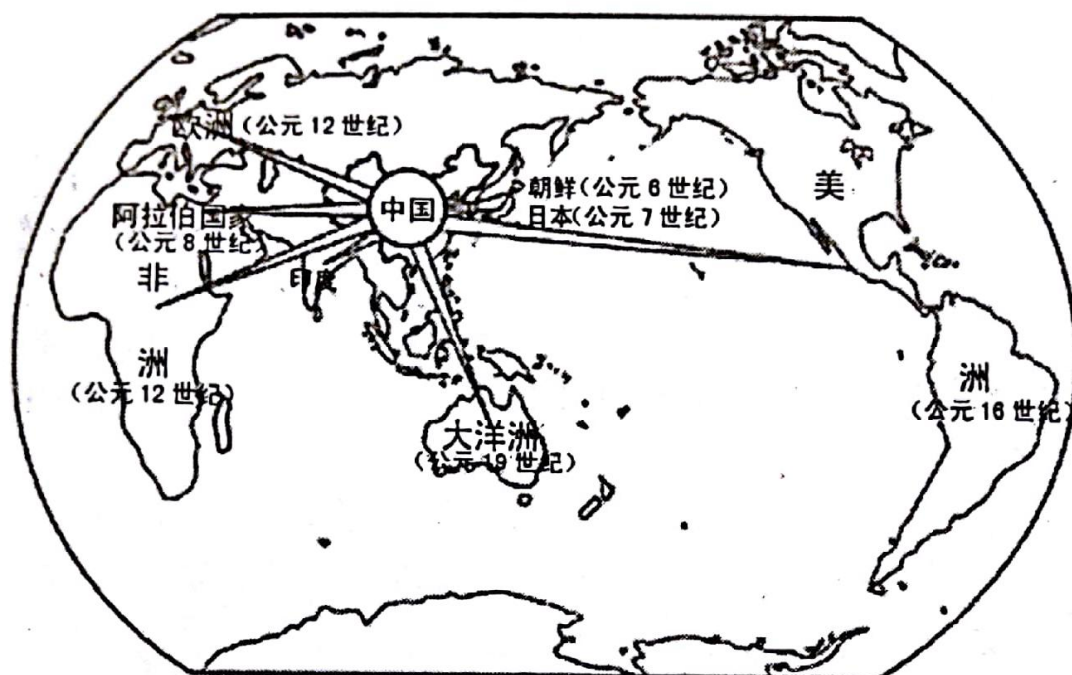 欧洲(公元12世纪)
中国
朝鲜(公元6世纪)
日本(公元7世纪)
美
阿拉伯国家
(公元8世纪)
非
印度
洲
(公元12世纪)
洲
(公元16世纪)
大洋洲
(公元19世纪)